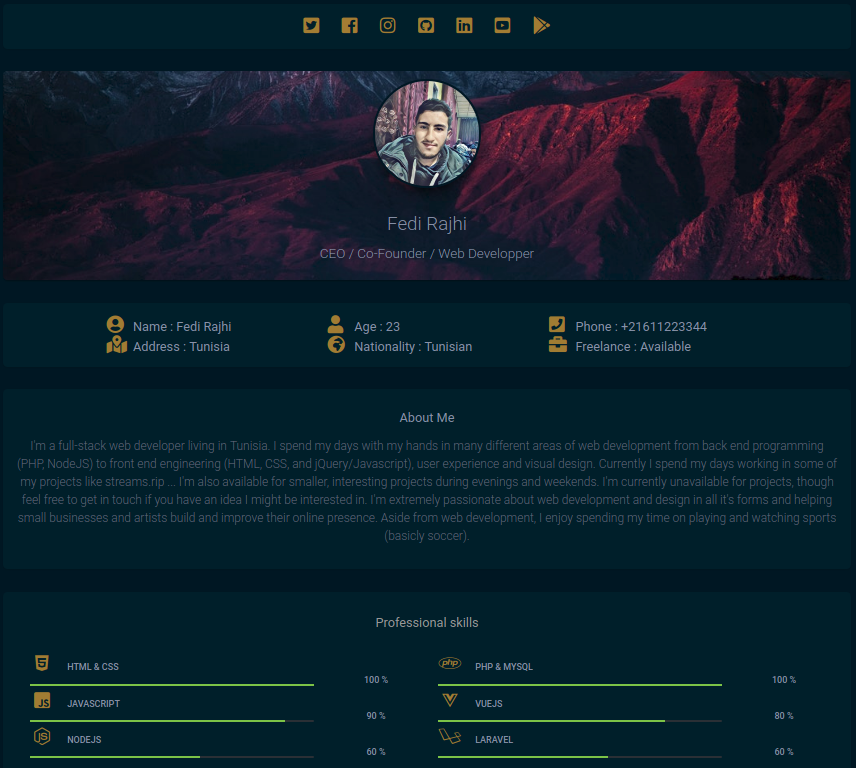 Fedi Rajhi
CEO / Co-Founder / Web Developper
Name : Fedi Rajhi
Age : 23
Phone : +21611223344
Address : Tunisia
Nationality : Tunisian
Freelance : Available
About Me
I'm a full-stack web developer living in Tunisia. I spend my days with my hands in many different areas of web development from back end programming
(PHP, NodeJS) to front end engineering (HTML, CSS, and jQuery/Javascript), user experience and visual design. Currently I spend my days working in some of
my projects like streams.rip ... I'm also available for smaller, interesting projects during evenings and weekends. I'm currently unavailable for projects, though
feel free to get in touch if you have an idea I might be interested in. I'm extremely passionate about web development and design in all it's forms and helping
small businesses and artists build and improve their online presence. Aside from web development, I enjoy spending my time on playing and watching sports
(basicly soccer).
Professional skills
HTML & CSS
100 %
php
PHP & MYSQL
100 %
JS
JAVASCRIPT
90 %
VUEJS
80 %
JS
NODEJS
60 %
LARAVEL
60 %